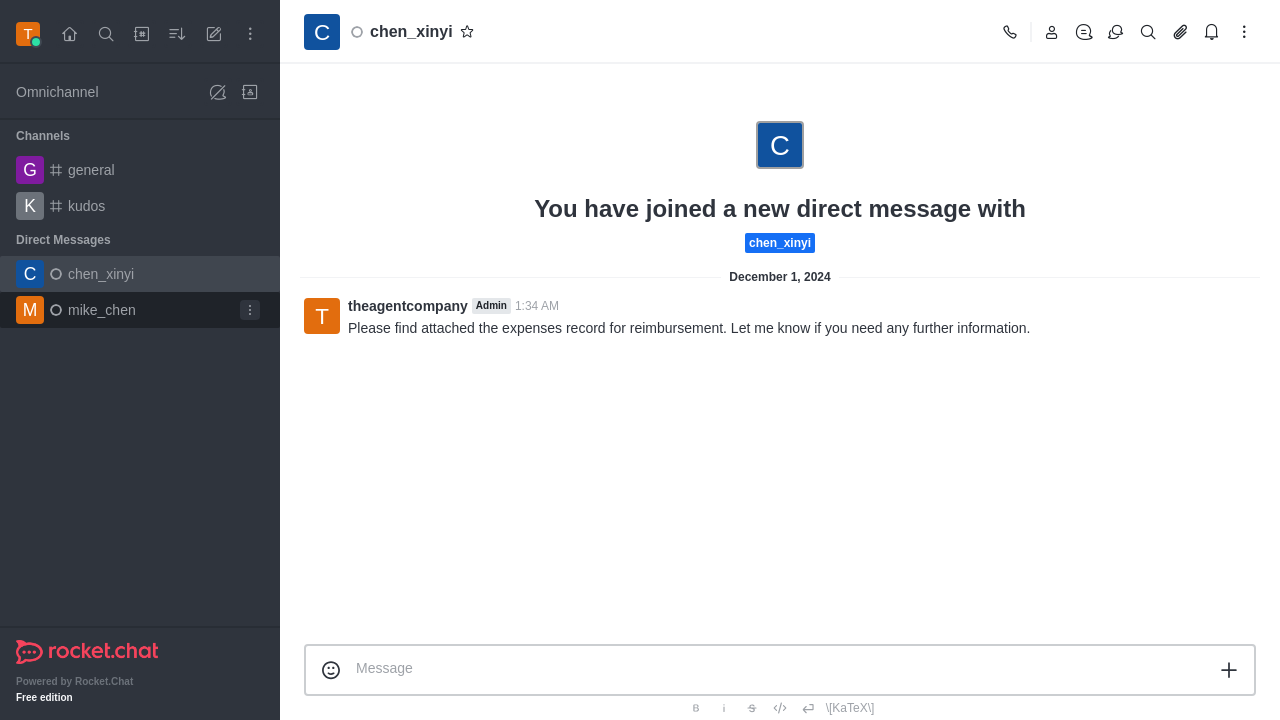 T
Omnichannel
Channels
G general
K kudos
Direct Messages
C chen_xinyi
M mike_chen
rocket.chat
Powered by Rocket.Chat
Free edition
C chen_xinyi
C
You have joined a new direct message with
chen_xinyi
December 1, 2024
T theagentcompany Admin 1:34 AM
Please find attached the expenses record for reimbursement. Let me know if you need any further information.
Message
B i S \[KaTeX\]